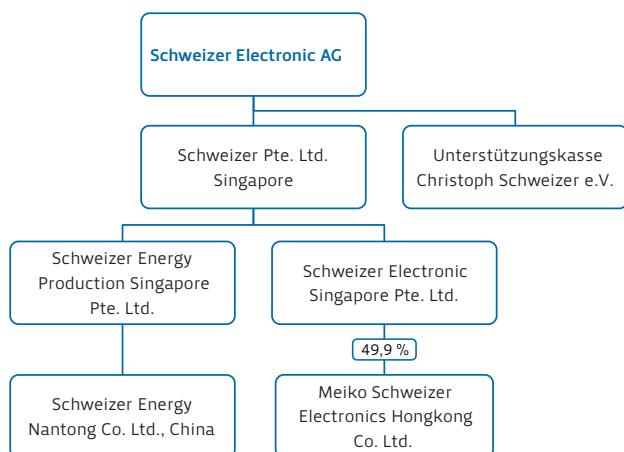 Schweizer Electronic AG
Schweizer Pte. Ltd.
Singapore
Unterstützungskasse
Christoph Schweizer e.V.
Schweizer Energy
Production Singapore
Pte. Ltd.
Schweizer Electronic
Singapore Pte. Ltd.
49,9 %
Schweizer Energy
Nantong Co. Ltd., China
Meiko Schweizer
Electronics Hongkong
Co. Ltd.